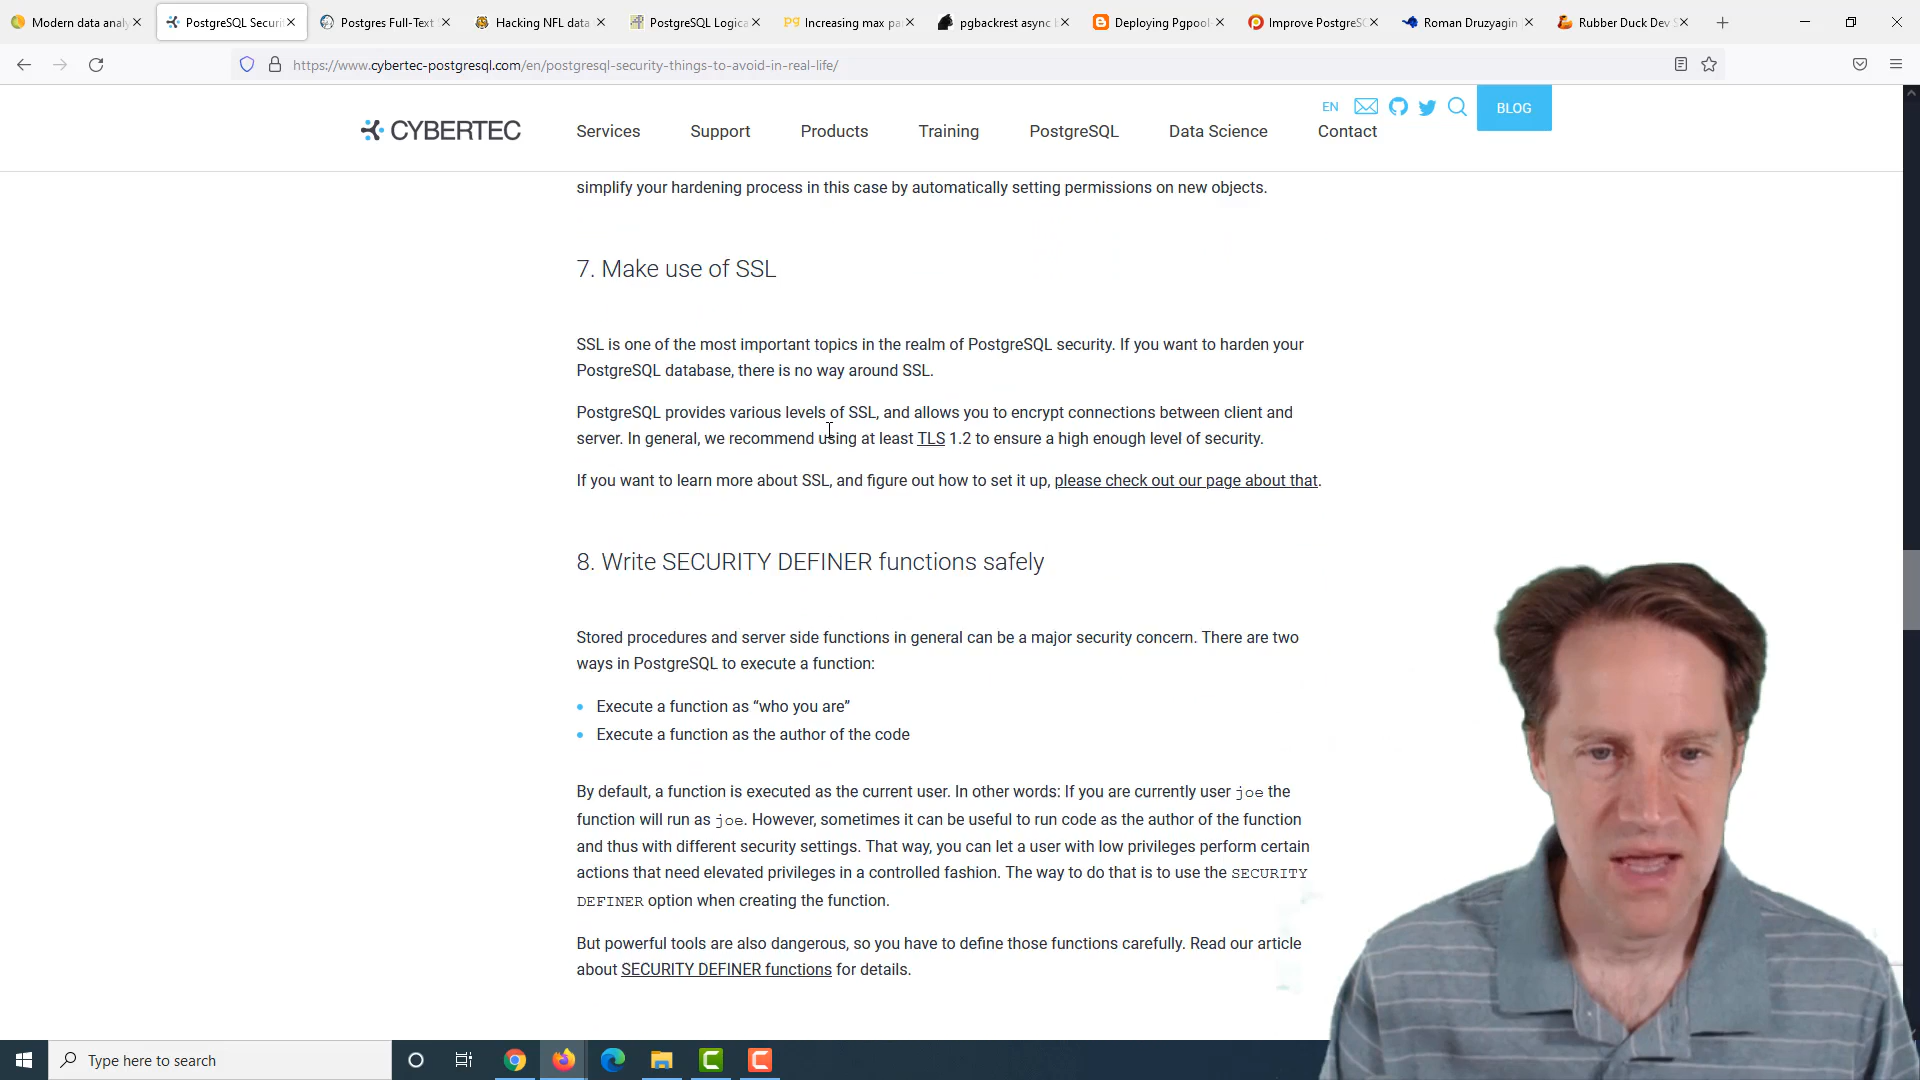 Modern data anal
PostgreSQL Securi
Postgres Full-Text
Hacking NFL data
PostgreSQL Logica
Increasing max pa
pgbackrest async
Deploying Pgpool-
Improve PostgreSQ
Roman Druzyagin
Rubber Duck Dev S
https://www.cybertec-postgresql.com/en/postgresql-security-things-to-avoid-in-real-life/
EN
BLOG
CYBERTEC
Services
Support
Products
Training
PostgreSQL
Data Science
Contact
simplify your hardening process in this case by automatically setting permissions on new objects.
7. Make use of SSL
SSL is one of the most important topics in the realm of PostgreSQL security. If you want to harden your
PostgreSQL database, there is no way around SSL.
PostgreSQL provides various levels of SSL, and allows you to encrypt connections between client and
server. In general, we recommend using at least TLS 1.2 to ensure a high enough level of security.
If you want to learn more about SSL, and figure out how to set it up, please check out our page about that.
8. Write SECURITY DEFINER functions safely
Stored procedures and server side functions in general can be a major security concern. There are two
ways in PostgreSQL to execute a function:
• Execute a function as “who you are”
• Execute a function as the author of the code
By default, a function is executed as the current user. In other words: If you are currently user joe the
function will run as joe. However, sometimes it can be useful to run code as the author of the function
and thus with different security settings. That way, you can let a user with low privileges perform certain
actions that need elevated privileges in a controlled fashion. The way to do that is to use the SECURITY
DEFINER option when creating the function.
But powerful tools are also dangerous, so you have to define those functions carefully. Read our article
about SECURITY DEFINER functions for details.
Type here to search